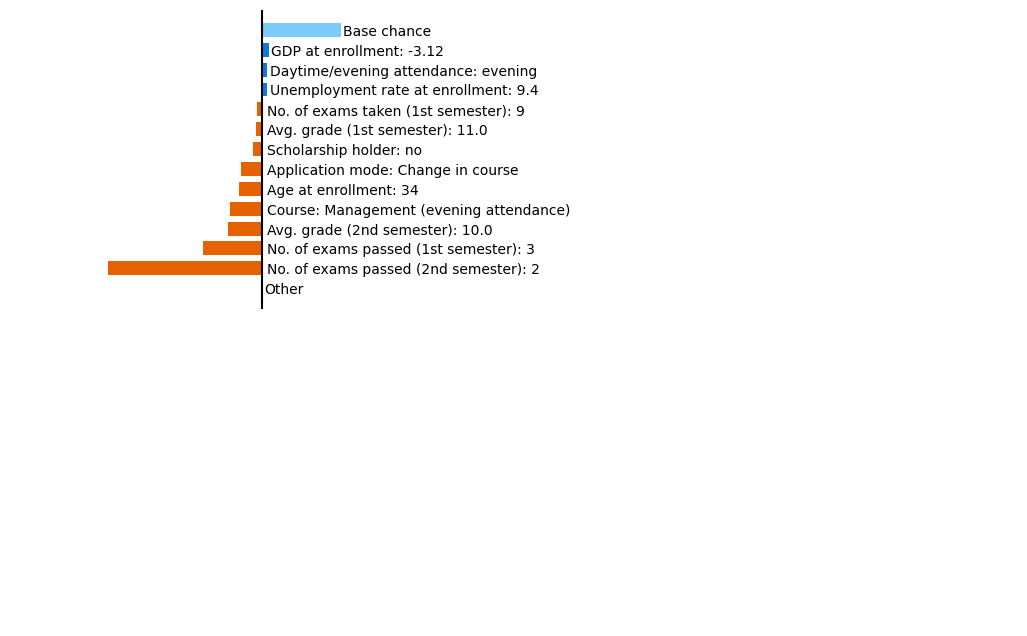 Base chance
GDP at enrollment: -3.12
Daytime/evening attendance: evening
Unemployment rate at enrollment: 9.4
No. of exams taken (1st semester): 9
Avg. grade (1st semester): 11.0
Scholarship holder: no
Application mode: Change in course
Age at enrollment: 34
Course: Management (evening attendance)
Avg. grade (2nd semester): 10.0
No. of exams passed (1st semester): 3
No. of exams passed (2nd semester): 2
Other